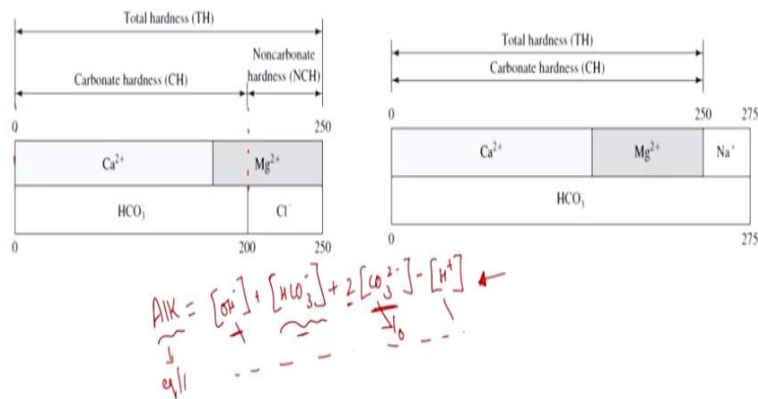 Total hardness (TH)
Noncarbonate
Carbonate hardness (CH) hardness (NCH)
0 250
Ca²⁺ Mg²⁺
HCO₃⁻ Cl⁻
0 200 250
Total hardness (TH)
Carbonate hardness (CH)
0 250 275
Ca²⁺ Mg²⁺ Na⁺
HCO₃⁻
0 275
Alk = [OH⁻] + [HCO₃⁻] + 2[CO₃²⁻] - [H⁺]
eq/l